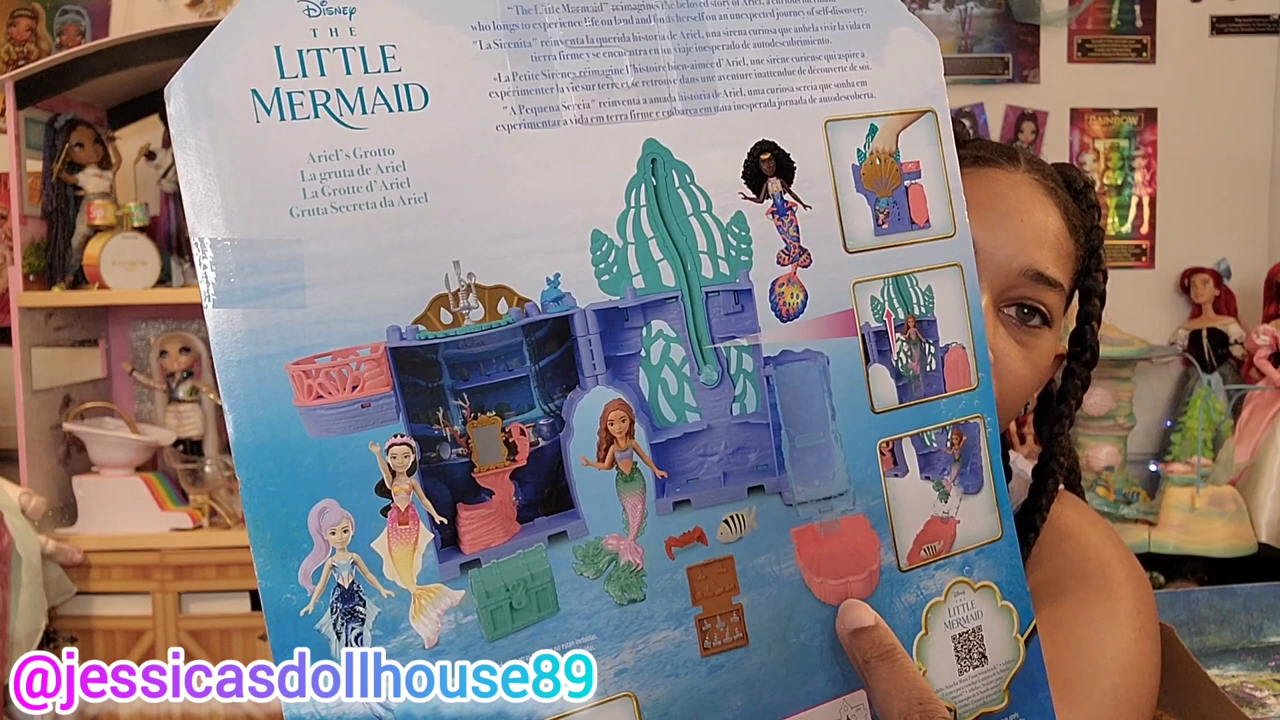 Disney
THE
LITTLE
MERMAID
Ariel's Grotto
La gruta de Ariel
La Grotte d'Ariel
Gruta Secreta da Ariel
"The Little Mermaid" reimagines the beloved story of Ariel, a curious mermaid
who longs to experience life on land and finds herself on an unexpected journey of self-discovery.
"La Sirenita" reinventa la querida historia de Ariel, una sirena curiosa que anhela vivir la vida en
tierra firme y se encuentra en un viaje inesperado de autodescubrimiento.
«La Petite Sirène» réimagine l'histoire bien-aimée d'Ariel, une sirène curieuse qui aspire à
expérimenter la vie sur terre et se retrouve dans une aventure inattendue de découverte de soi.
"A Pequena Sereia" reinventa a amada história de Ariel, uma curiosa sereia que sonha em
experimentar a vida em terra firme e embarca em uma inesperada jornada de autodescoberta.
RAINBOW
Disney
THE
LITTLE
MERMAID
@jessicasdollhouse89